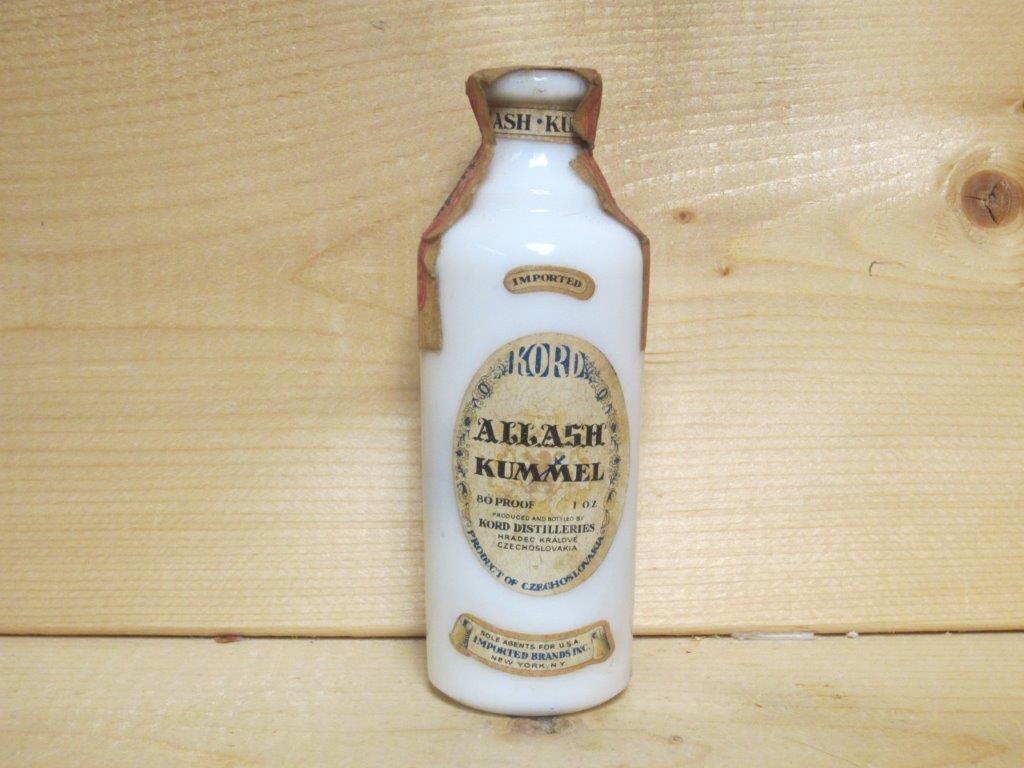 ASH • KU
IMPORTED
KORD
ALLASH
KUMMEL
80 PROOF 1 OZ
PRODUCED AND BOTTLED BY
KORD DISTILLERIES
HRADEC KRÁLOVÉ
CZECHOSLOVAKIA
PRODUCT OF CZECHOSLOVAKIA
SOLE AGENTS FOR U.S.A.
IMPORTED BRANDS INC.
NEW YORK, N.Y.